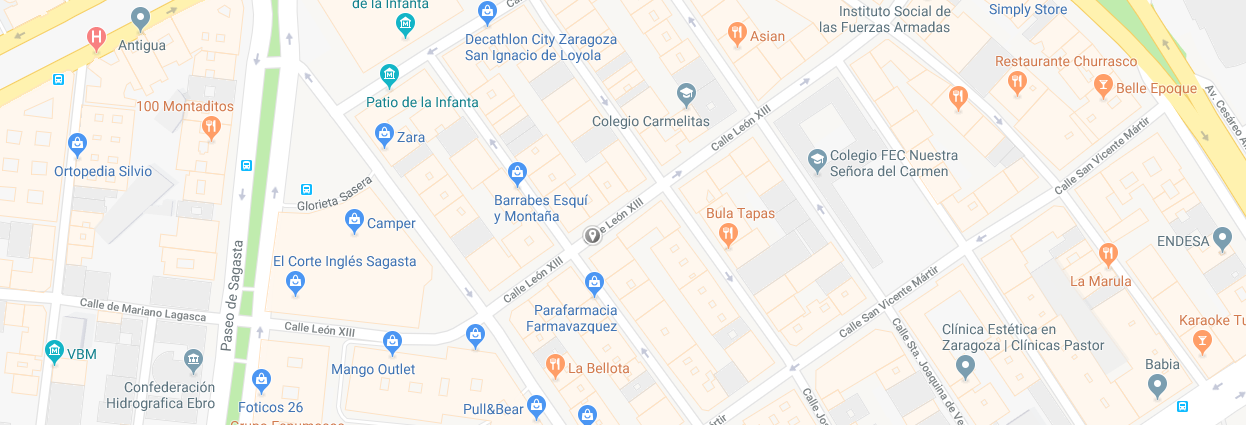 de la Infanta
Antigua
H
Decathlon City Zaragoza
San Ignacio de Loyola
Asian
Instituto Social de
las Fuerzas Armadas
Simply Store
Restaurante Churrasco
Belle Epoque
Av. Cesáreo
100 Montaditos
Patio de la Infanta
Zara
Colegio Carmelitas
Calle León XIII
Calle San Vicente Mártir
Ortopedia Silvio
Glorieta Sasera
Barrabes Esquí
y Montaña
Colegio FEC Nuestra
Señora del Carmen
Camper
León XIII
Bula Tapas
ENDESA
El Corte Inglés Sagasta
Calle León XIII
La Marula
Paseo de Sagasta
Calle de Mariano Lagasca
Calle León XIII
Parafarmacia
Farmavazquez
Calle San Vicente Mártir
Calle Sta. Joaquina de
Clínica Estética en
Zaragoza | Clínicas Pastor
Karaoke
VBM
Mango Outlet
La Bellota
Babia
Confederación
Hidrografica Ebro
Foticos 26
Pull&Bear
Calle